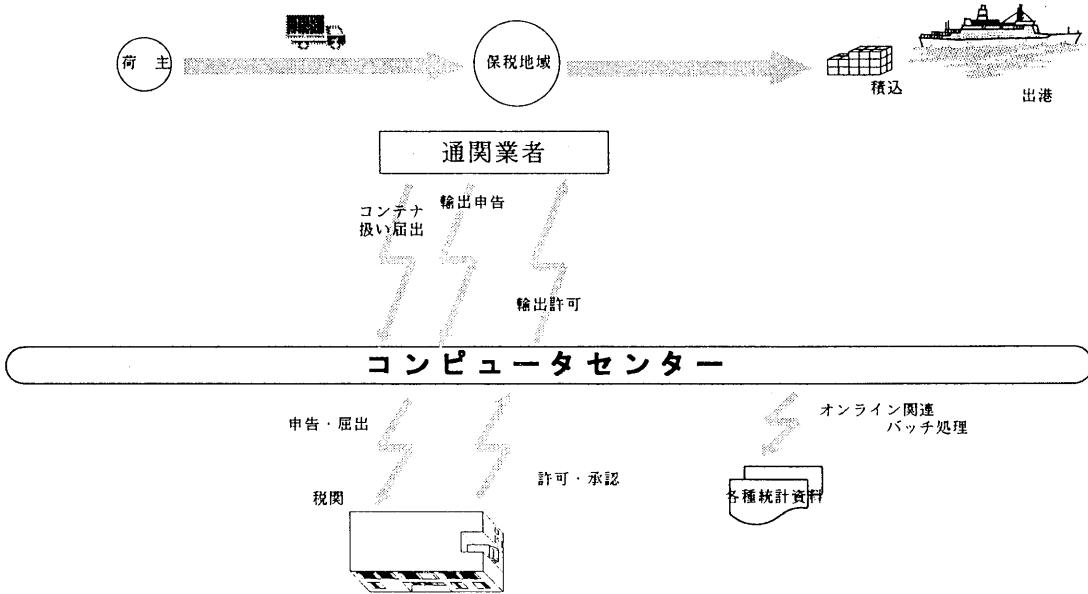 荷 主
保税地域
積込
出港
通関業者
コンテナ
扱い届出
輸出申告
輸出許可
コンピュータセンター
申告・届出
許可・承認
オンライン関連
バッチ処理
税関
各種統計資料